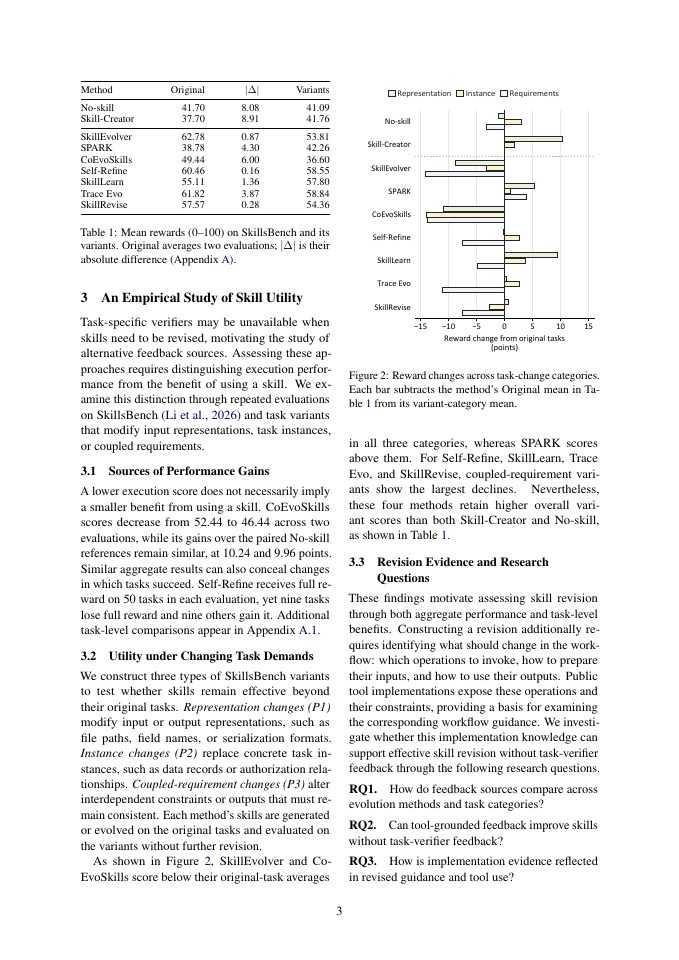 Method Original |Δ| Variants
No-skill 41.70 8.08 41.09
Skill-Creator 37.70 8.91 41.76
SkillEvolver 62.78 0.87 53.81
SPARK 38.78 4.30 42.26
CoEvoSkills 49.44 6.00 36.60
Self-Refine 60.46 0.16 58.55
SkillLearn 55.11 1.36 57.80
Trace Evo 61.82 3.87 58.84
SkillRevise 57.57 0.28 54.36
Table 1: Mean rewards (0–100) on SkillsBench and its
variants. Original averages two evaluations; |Δ| is their
absolute difference (Appendix A).
3 An Empirical Study of Skill Utility
Task-specific verifiers may be unavailable when
skills need to be revised, motivating the study of
alternative feedback sources. Assessing these ap-
proaches requires distinguishing execution perfor-
mance from the benefit of using a skill. We ex-
amine this distinction through repeated evaluations
on SkillsBench (Li et al., 2026) and task variants
that modify input representations, task instances,
or coupled requirements.
3.1 Sources of Performance Gains
A lower execution score does not necessarily imply
a smaller benefit from using a skill. CoEvoSkills
scores decrease from 52.44 to 46.44 across two
evaluations, while its gains over the paired No-skill
references remain similar, at 10.24 and 9.96 points.
Similar aggregate results can also conceal changes
in which tasks succeed. Self-Refine receives full re-
ward on 50 tasks in each evaluation, yet nine tasks
lose full reward and nine others gain it. Additional
task-level comparisons appear in Appendix A.1.
3.2 Utility under Changing Task Demands
We construct three types of SkillsBench variants
to test whether skills remain effective beyond
their original tasks. Representation changes (P1)
modify input or output representations, such as
file paths, field names, or serialization formats.
Instance changes (P2) replace concrete task in-
stances, such as data records or authorization rela-
tionships. Coupled-requirement changes (P3) alter
interdependent constraints or outputs that must re-
main consistent. Each method's skills are generated
or evolved on the original tasks and evaluated on
the variants without further revision.
As shown in Figure 2, SkillEvolver and Co-
EvoSkills score below their original-task averages
Representation Instance Requirements
No-skill
Skill-Creator
SkillEvolver
SPARK
CoEvoSkills
Self-Refine
SkillLearn
Trace Evo
SkillRevise
−15 −10 −5 0 5 10 15
Reward change from original tasks
(points)
Figure 2: Reward changes across task-change categories.
Each bar subtracts the method's Original mean in Ta-
ble 1 from its variant-category mean.
in all three categories, whereas SPARK scores
above them. For Self-Refine, SkillLearn, Trace
Evo, and SkillRevise, coupled-requirement vari-
ants show the largest declines. Nevertheless,
these four methods retain higher overall vari-
ant scores than both Skill-Creator and No-skill,
as shown in Table 1.
3.3 Revision Evidence and Research
Questions
These findings motivate assessing skill revision
through both aggregate performance and task-level
benefits. Constructing a revision additionally re-
quires identifying what should change in the work-
flow: which operations to invoke, how to prepare
their inputs, and how to use their outputs. Public
tool implementations expose these operations and
their constraints, providing a basis for examining
the corresponding workflow guidance. We investi-
gate whether this implementation knowledge can
support effective skill revision without task-verifier
feedback through the following research questions.
RQ1. How do feedback sources compare across
evolution methods and task categories?
RQ2. Can tool-grounded feedback improve skills
without task-verifier feedback?
RQ3. How is implementation evidence reflected
in revised guidance and tool use?
3